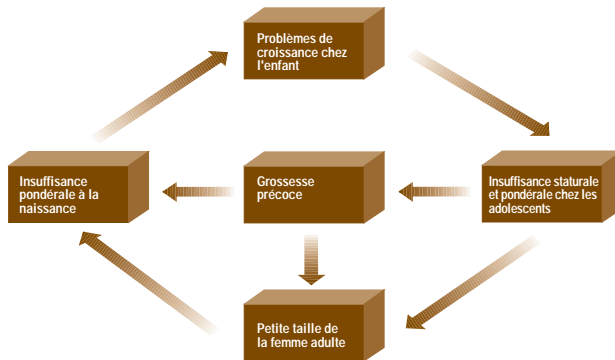 Problèmes de
croissance chez
l'enfant
Insuffisance
pondérale à la
naissance
Grossesse
précoce
Insuffisance staturale
et pondérale chez les
adolescents
Petite taille de
la femme adulte